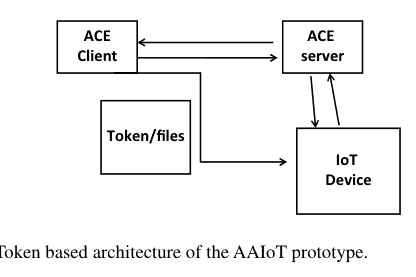 ACE
Client
ACE
server
Token/files
IoT
Device
Token based architecture of the AAIoT prototype.